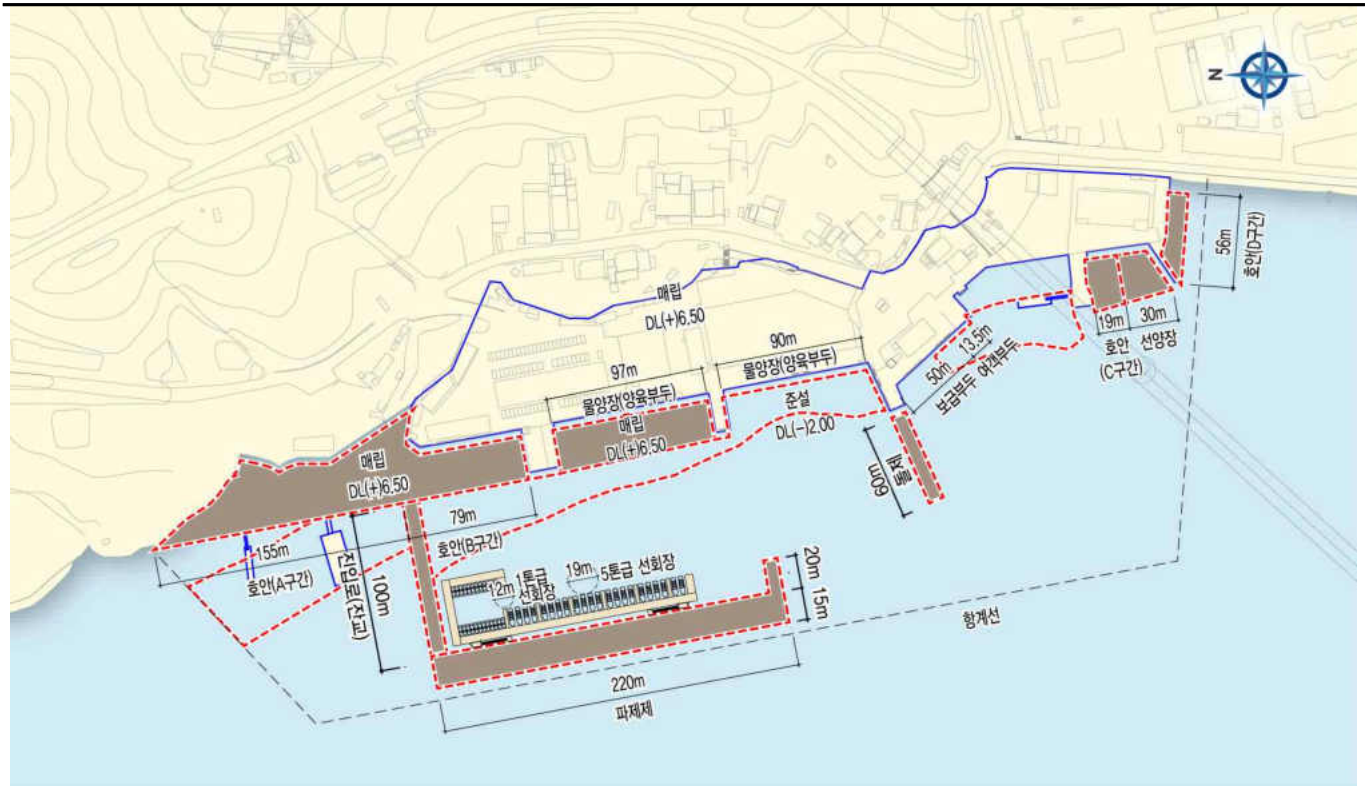 N
매립
DL(+)6.50
90m
물양장(양육부두)
97m
물양장(양육부두)
매립
DL(+)6.50
준설
DL(-)2.00
50m
보급부두
13.5m
여객부두
19m
호안
(C구간)
30m
선양장
56m
호안(D구간)
매립
DL(+)6.50
79m
호안(B구간)
155m
호안(A구간)
진입로(잔교)
100m
12m
1톤급
선회장
19m
5톤급 선회장
돌제
60m
20m
15m
220m
파제제
항계선